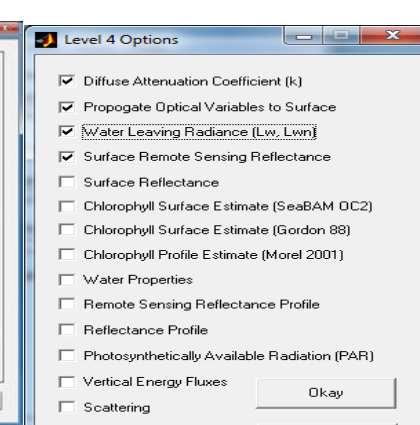 Level 4 Options
Diffuse Attenuation Coefficient (k)
Propogate Optical Variables to Surface
Water Leaving Radiance (Lw, Lwn)
Surface Remote Sensing Reflectance
Surface Reflectance
Chlorophyll Surface Estimate (SeaBAM OC2)
Chlorophyll Surface Estimate (Gordon 88)
Chlorophyll Profile Estimate (Morel 2001)
Water Properties
Remote Sensing Reflectance Profile
Reflectance Profile
Photosynthetically Available Radiation (PAR)
Vertical Energy Fluxes
Okay
Scattering